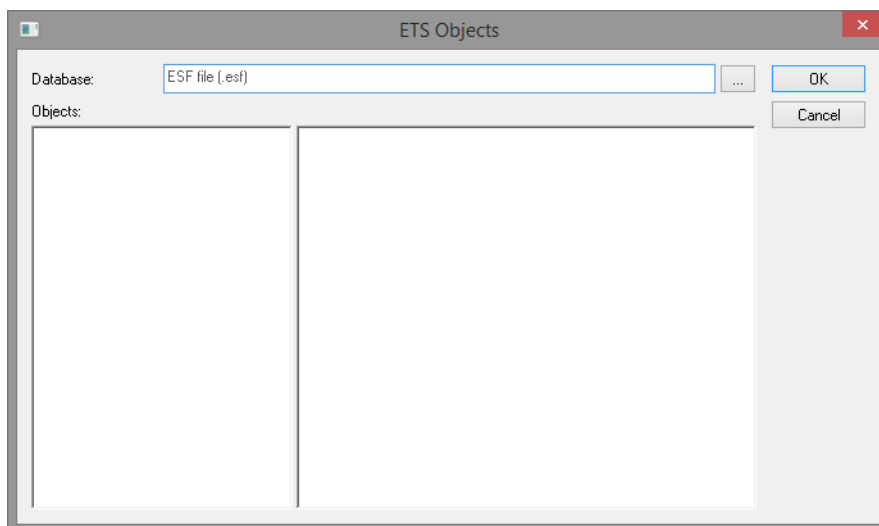 ETS Objects
Database:
ESF file (.esf)
...
OK
Objects:
Cancel